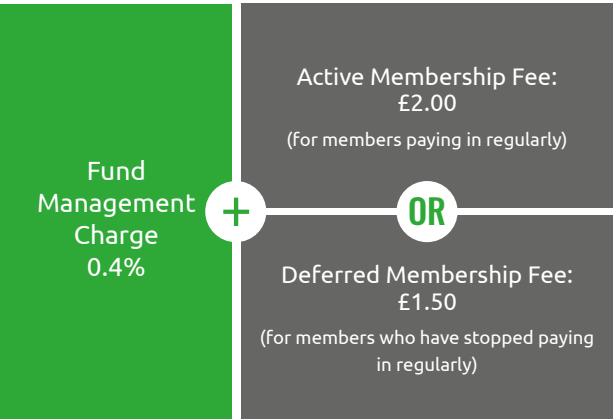 Fund
Management
Charge
0.4%
+
Active Membership Fee:
£2.00
(for members paying in regularly)
OR
Deferred Membership Fee:
£1.50
(for members who have stopped paying
in regularly)